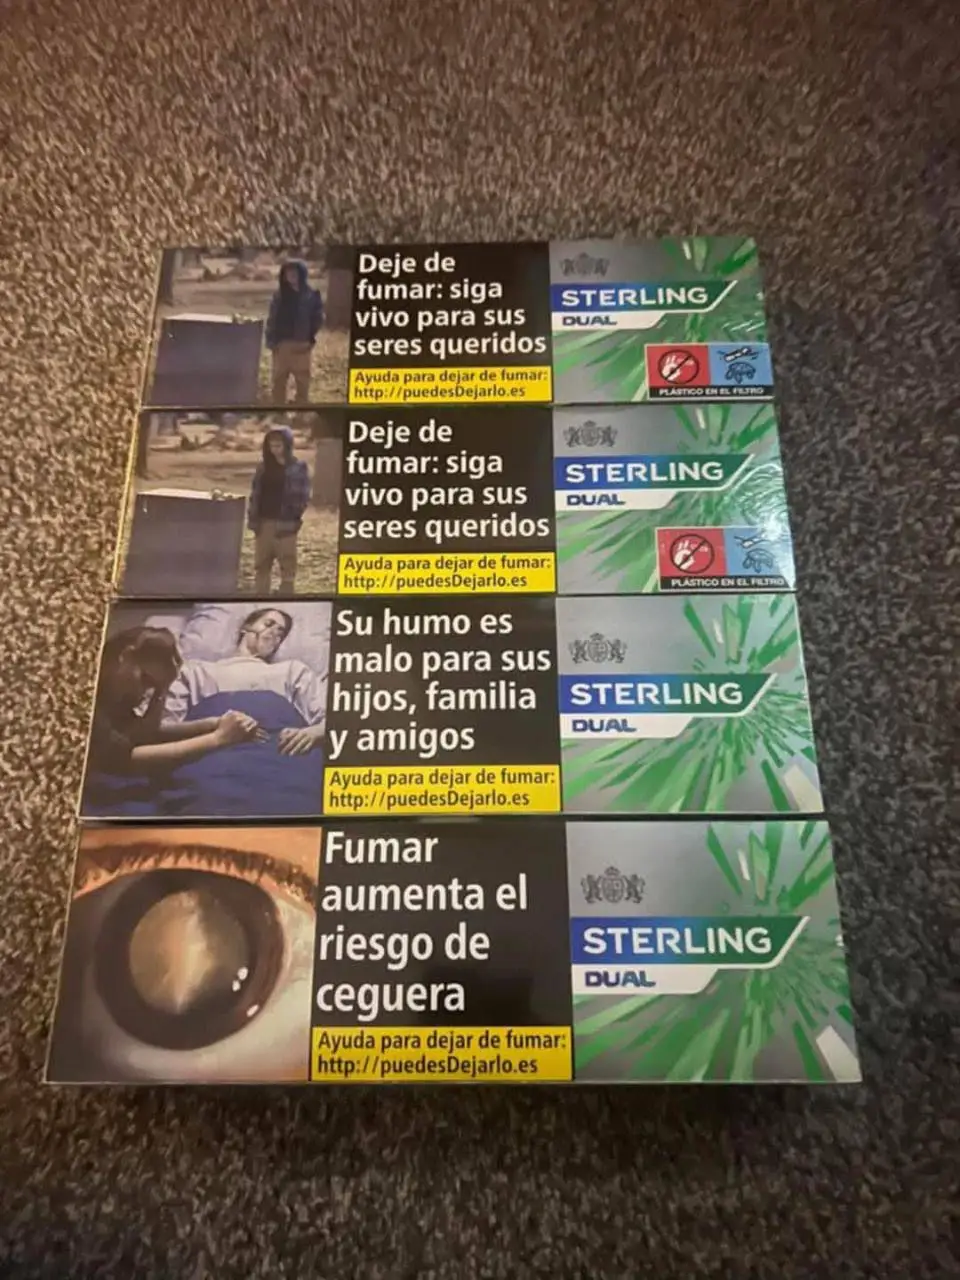 Deje de
fumar: siga
vivo para sus
seres queridos
Ayuda para dejar de fumar:
http://puedesDejarlo.es
STERLING
DUAL
PLÁSTICO EN EL FILTRO
Deje de
fumar: siga
vivo para sus
seres queridos
Ayuda para dejar de fumar:
http://puedesDejarlo.es
STERLING
DUAL
PLÁSTICO EN EL FILTRO
Su humo es
malo para sus
hijos, familia
y amigos
Ayuda para dejar de fumar:
http://puedesDejarlo.es
STERLING
DUAL
Fumar
aumenta el
riesgo de
ceguera
Ayuda para dejar de fumar:
http://puedesDejarlo.es
STERLING
DUAL